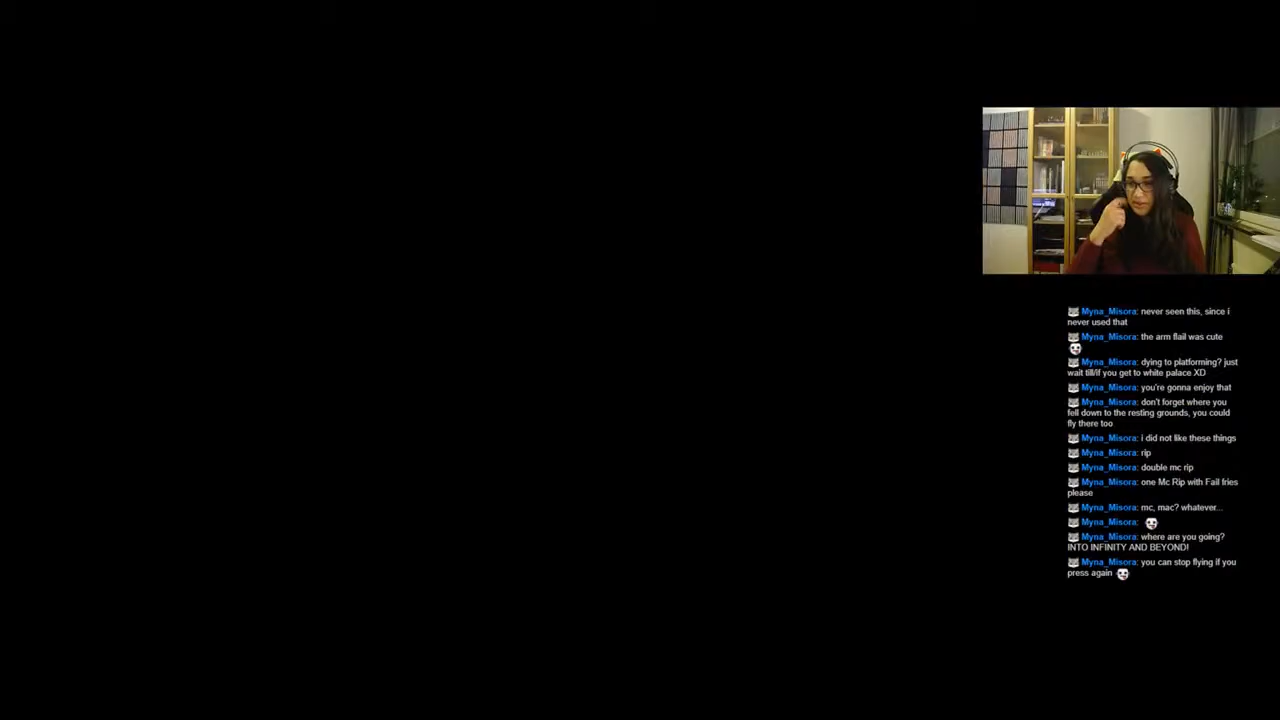 Myna_Misora: never seen this, since i
never used that
Myna_Misora: the arm flail was cute
Myna_Misora: dying to platforming? just
wait till/if you get to white palace XD
Myna_Misora: you're gonna enjoy that
Myna_Misora: don't forget where you
fell down to the resting grounds, you could
fly there too
Myna_Misora: i did not like these things
Myna_Misora: rip
Myna_Misora: double mc rip
Myna_Misora: one Mc Rip with Fail fries
please
Myna_Misora: mc, mac? whatever...
Myna_Misora:
Myna_Misora: where are you going?
INTO INFINITY AND BEYOND!
Myna_Misora: you can stop flying if you
press again